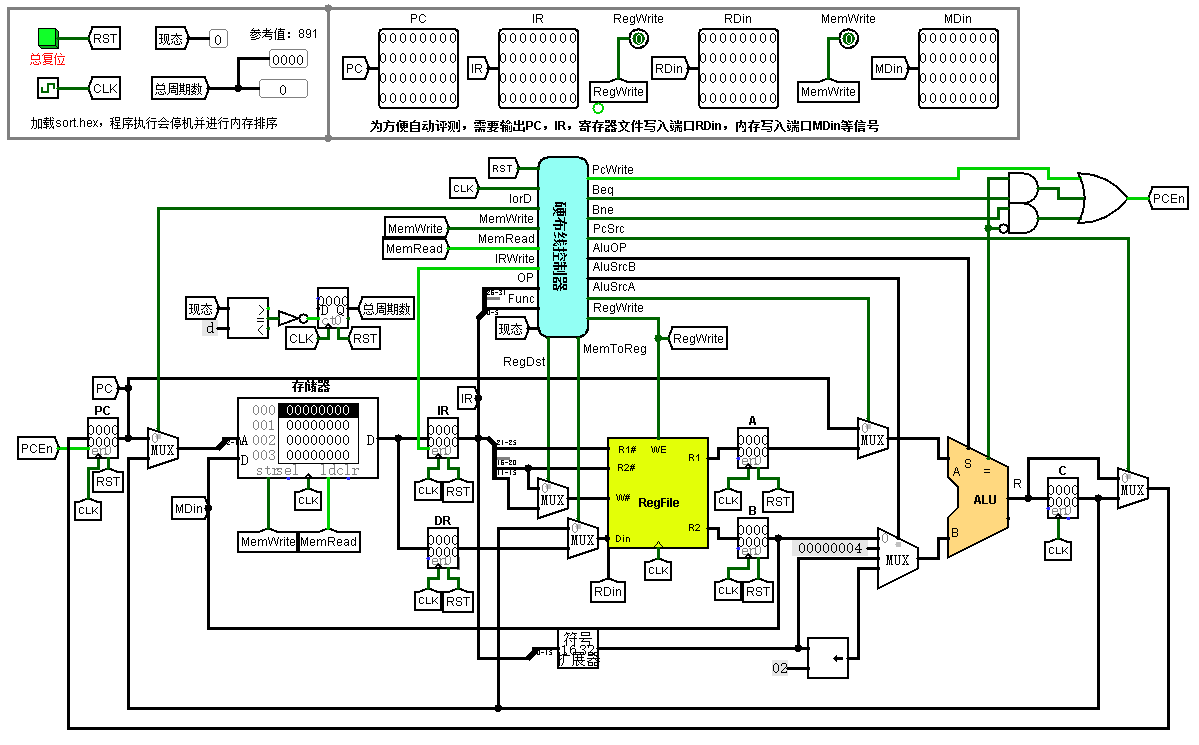 PC
IR
RegWrite
RDin
MemWrite
MDin
RST
现态
0
参考值：891
总复位
0000
CLK
总周期数
0
PC
IR
RegWrite
RDin
MemWrite
MDin
加载sort.hex，程序执行会停机并进行内存排序
为方便自动评测，需要输出PC，IR，寄存器文件写入端口RDin，内存写入端口MDin等信号
RST
CLK
硬布线控制器
PcWrite
Beq
Bne
PcSrc
AluOP
AluSrcB
AluSrcA
RegWrite
PCEn
IorD
MemWrite
MemWrite
MemRead
MemRead
IRWrite
OP
Func
现态
RegDst
MemToReg
RegWrite
现态
d
D Q
总周期数
CLK
RST
PC
存储器
IR
PC
PCEn
CLK
RST
MUX
000 00000000
001 00000000
002 00000000
003 00000000
A
D
D
str sel ld clr
CLK
MDin
MemWrite
MemRead
IR
CLK
RST
DR
CLK
RST
16-20
MUX
MUX
R1# WE
R2#
W#
Din
RegFile
R1
R2
CLK
RDin
A
CLK
RST
B
CLK
RST
MUX
00000004
MUX
A
S
=
B
ALU
R
C
CLK
MUX
符号
16 32
扩展器
02